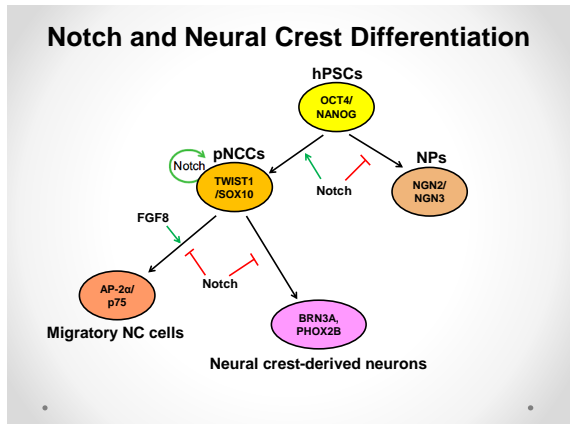 Notch and Neural Crest Differentiation
hPSCs
OCT4/
NANOG
pNCCs
NPs
Notch
TWIST1
/SOX10
Notch
NGN2/
NGN3
FGF8
Notch
AP-2α/
p75
Migratory NC cells
BRN3A,
PHOX2B
Neural crest-derived neurons